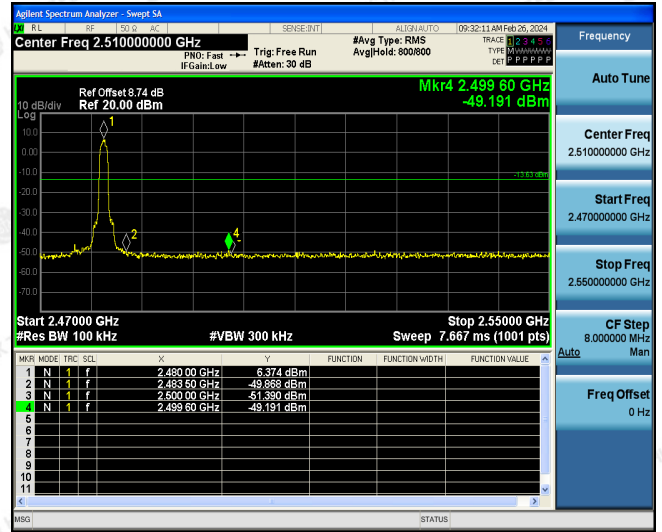 Agilent Spectrum Analyzer - Swept SA
RL RF 50 Ω AC SENSE:INT ALIGN AUTO 09:32:11 AM Feb 26, 2024
Center Freq 2.510000000 GHz
#Avg Type: RMS
TRACE 1 2 3 4 5 6
PNO: Fast Trig: Free Run Avg|Hold: 800/800 TYPE MWWWWW
IFGain:Low #Atten: 30 dB DET P P P P P P
Mkr4 2.499 60 GHz
-49.191 dBm
Ref Offset 8.74 dB
10 dB/div Ref 20.00 dBm
Log
10.0
0.00
-10.0
-20.0
-30.0
-40.0
-50.0
-60.0
-70.0
1
2
4
-13.63 dBm
Start 2.47000 GHz Stop 2.55000 GHz
#Res BW 100 kHz #VBW 300 kHz Sweep 7.667 ms (1001 pts)
MKR MODE TRC SCL X Y FUNCTION FUNCTION WIDTH FUNCTION VALUE
1 N 1 f 2.480 00 GHz 6.374 dBm
2 N 1 f 2.483 50 GHz -49.868 dBm
3 N 1 f 2.500 00 GHz -51.390 dBm
4 N 1 f 2.499 60 GHz -49.191 dBm
5
6
7
8
9
10
11
MSG STATUS
Frequency
Auto Tune
Center Freq
2.510000000 GHz
Start Freq
2.470000000 GHz
Stop Freq
2.550000000 GHz
CF Step
8.000000 MHz
Auto Man
Freq Offset
0 Hz